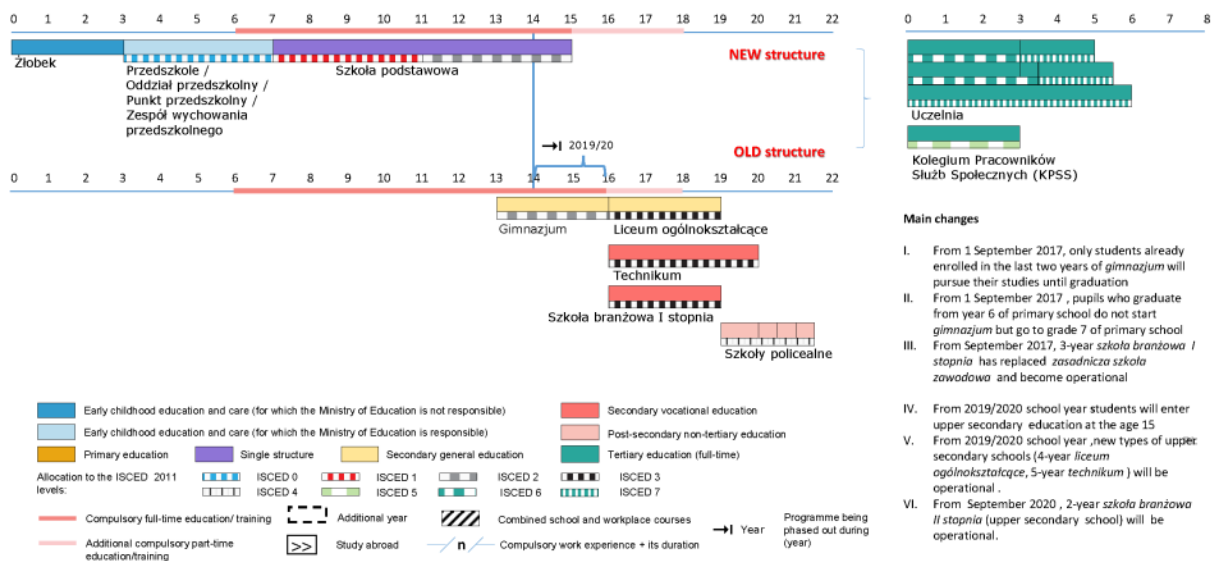 0 1 2 3 4 5 6 7 8 9 10 11 12 13 14 15 16 17 18 19 20 21 22
0 1 2 3 4 5 6 7 8
NEW structure
Żłobek
Przedszkole /
Oddział przedszkolny /
Punkt przedszkolny /
Zespół wychowania
przedszkolnego
Szkoła podstawowa
Uczelnia
2019/20
OLD structure
Kolegium Pracowników
Służb Społecznych (KPSS)
0 1 2 3 4 5 6 7 8 9 10 11 12 13 14 15 16 17 18 19 20 21 22
Gimnazjum
Liceum ogólnokształcące
Technikum
Szkoła branżowa I stopnia
Szkoły policealne
Main changes
I. From 1 September 2017, only students already
enrolled in the last two years of gimnazjum will
pursue their studies until graduation
II. From 1 September 2017 , pupils who graduate
from year 6 of primary school do not start
gimnazjum but go to grade 7 of primary school
III. From September 2017, 3-year szkoła branżowa I
stopnia has replaced zasadnicza szkoła
zawodowa and become operational
IV. From 2019/2020 school year students will enter
upper secondary education at the age 15
V. From 2019/2020 school year ,new types of upper
secondary schools (4-year liceum
ogólnokształcące, 5-year technikum ) will be
operational .
VI. From September 2020 , 2-year szkoła branżowa
II stopnia (upper secondary school) will be
operational.
Early childhood education and care (for which the Ministry of Education is not responsible)
Secondary vocational education
Early childhood education and care (for which the Ministry of Education is responsible)
Post-secondary non-tertiary education
Primary education
Single structure
Secondary general education
Tertiary education (full-time)
Allocation to the ISCED 2011
levels:
ISCED 0
ISCED 1
ISCED 2
ISCED 3
ISCED 4
ISCED 5
ISCED 6
ISCED 7
Compulsory full-time education/ training
Additional year
Combined school and workplace courses
Year
Programme being
phased out during
(year)
Additional compulsory part-time
education/training
>> Study abroad
n Compulsory work experience + its duration